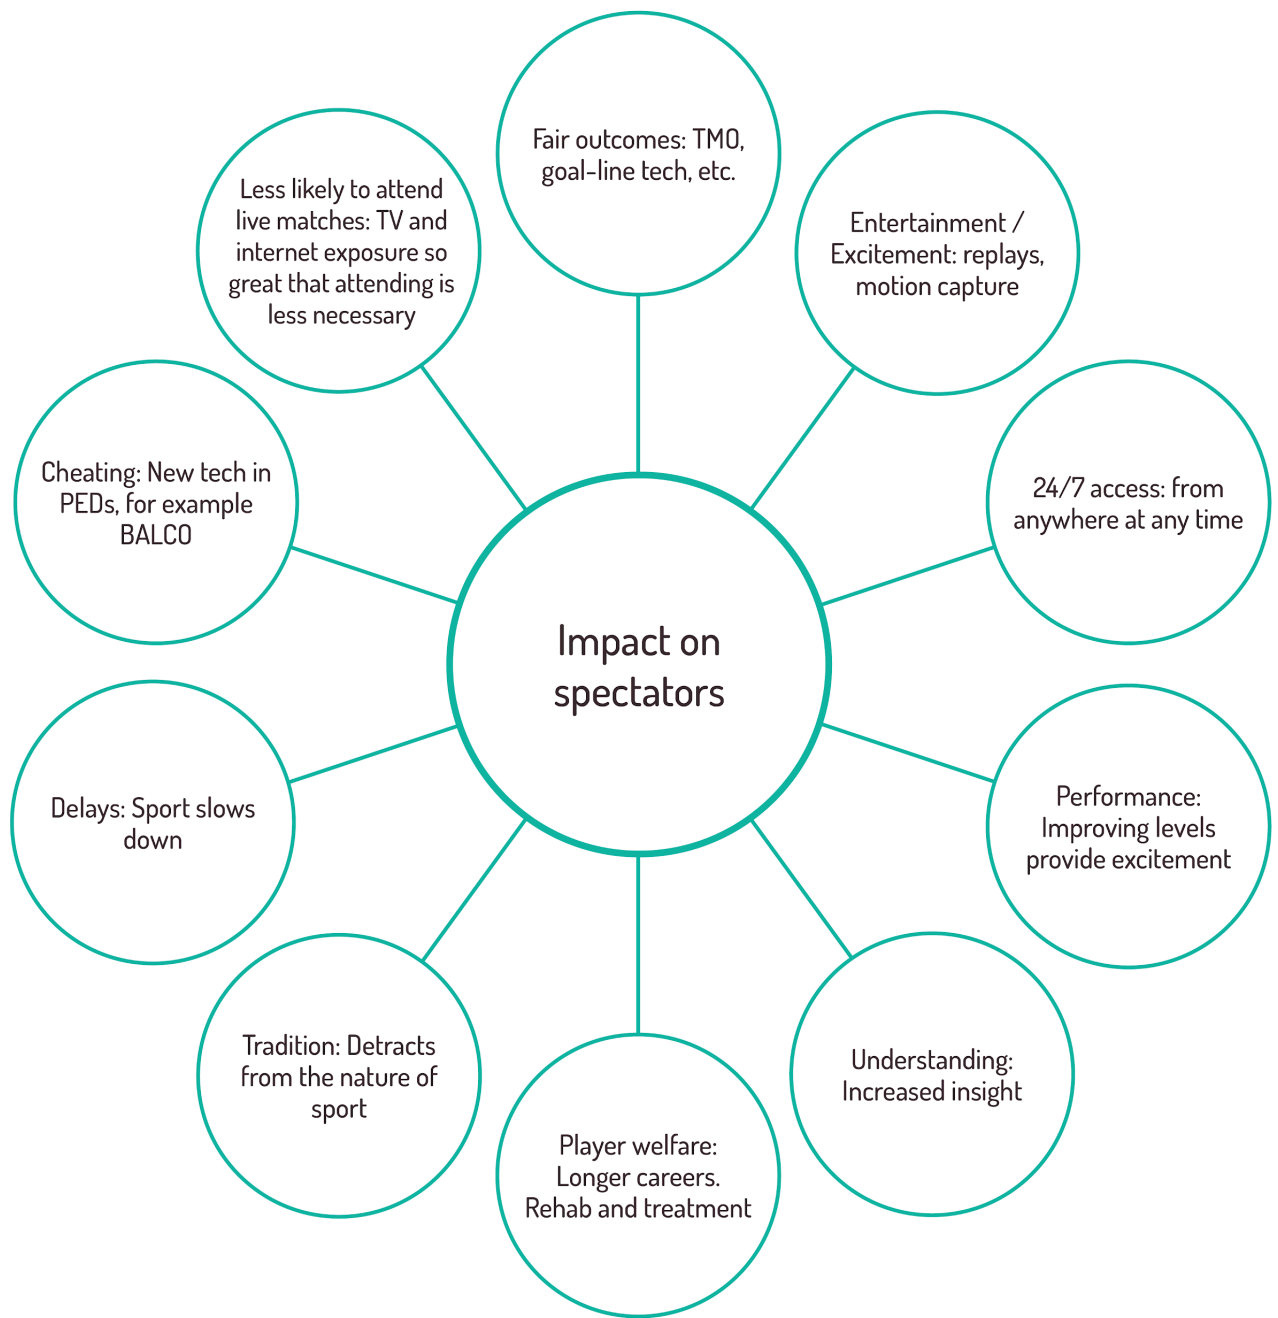 Fair outcomes: TMO,
goal-line tech, etc.
Entertainment /
Excitement: replays,
motion capture
24/7 access: from
anywhere at any time
Performance:
Improving levels
provide excitement
Understanding:
Increased insight
Player welfare:
Longer careers.
Rehab and treatment
Tradition: Detracts
from the nature of
sport
Delays: Sport slows
down
Cheating: New tech in
PEDs, for example
BALCO
Less likely to attend
live matches: TV and
internet exposure so
great that attending is
less necessary
Impact on
spectators